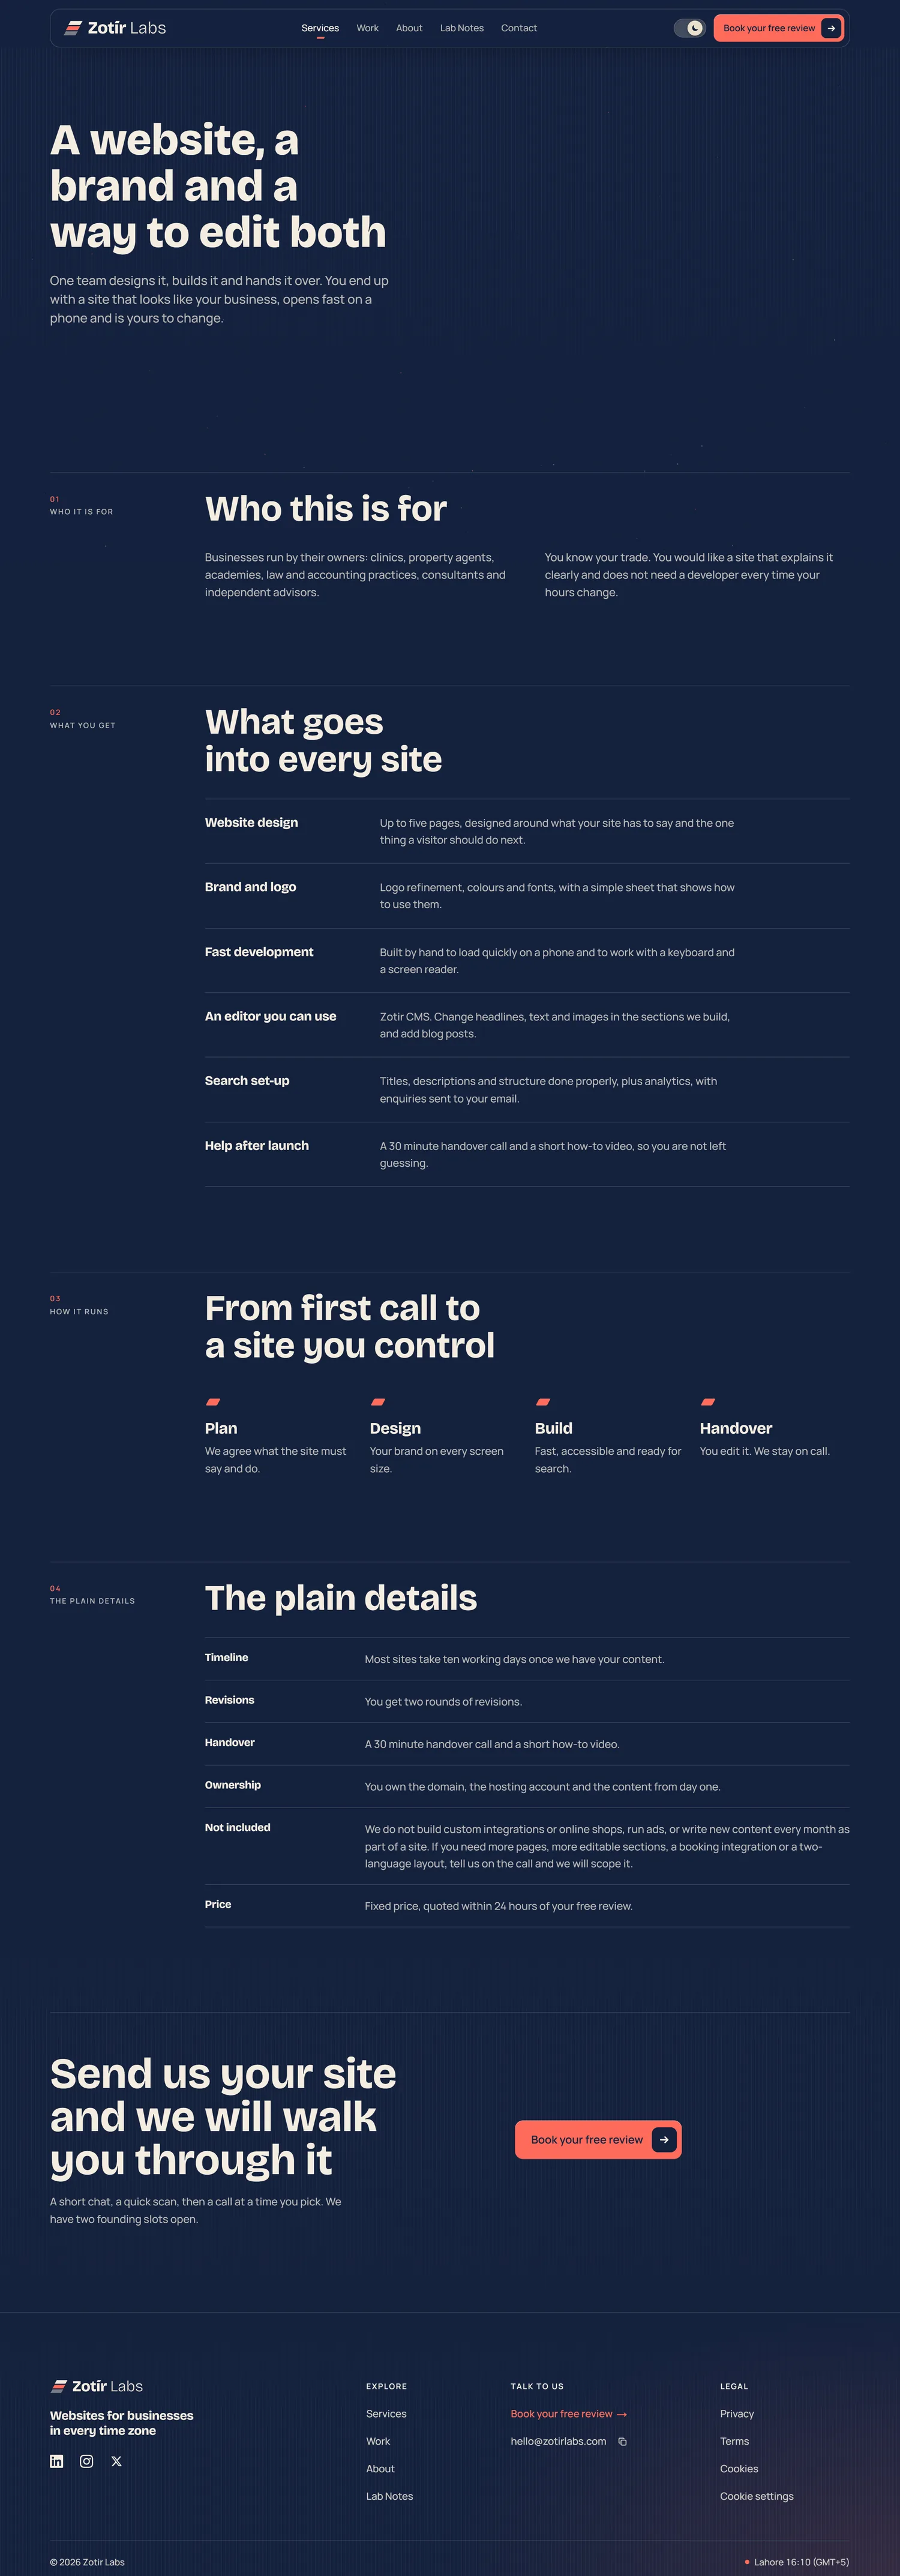 Zotír Labs
Services
Work
About
Lab Notes
Contact
Book your free review
A website, a
brand and a
way to edit both
One team designs it, builds it and hands it over. You end up
with a site that looks like your business, opens fast on a
phone and is yours to change.
01
WHO IT IS FOR
Who this is for
Businesses run by their owners: clinics, property agents,
academies, law and accounting practices, consultants and
independent advisors.
You know your trade. You would like a site that explains it
clearly and does not need a developer every time your
hours change.
02
WHAT YOU GET
What goes
into every site
Website design
Up to five pages, designed around what your site has to say and the one
thing a visitor should do next.
Brand and logo
Logo refinement, colours and fonts, with a simple sheet that shows how
to use them.
Fast development
Built by hand to load quickly on a phone and to work with a keyboard and
a screen reader.
An editor you can use
Zotir CMS. Change headlines, text and images in the sections we build,
and add blog posts.
Search set-up
Titles, descriptions and structure done properly, plus analytics, with
enquiries sent to your email.
Help after launch
A 30 minute handover call and a short how-to video, so you are not left
guessing.
03
HOW IT RUNS
From first call to
a site you control
Plan
We agree what the site must
say and do.
Design
Your brand on every screen
size.
Build
Fast, accessible and ready for
search.
Handover
You edit it. We stay on call.
04
THE PLAIN DETAILS
The plain details
Timeline
Most sites take ten working days once we have your content.
Revisions
You get two rounds of revisions.
Handover
A 30 minute handover call and a short how-to video.
Ownership
You own the domain, the hosting account and the content from day one.
Not included
We do not build custom integrations or online shops, run ads, or write new content every month as
part of a site. If you need more pages, more editable sections, a booking integration or a two-
language layout, tell us on the call and we will scope it.
Price
Fixed price, quoted within 24 hours of your free review.
Send us your site
and we will walk
you through it
A short chat, a quick scan, then a call at a time you pick. We
have two founding slots open.
Book your free review
Zotír Labs
Websites for businesses
in every time zone
EXPLORE
Services
Work
About
Lab Notes
TALK TO US
Book your free review
hello@zotirlabs.com
LEGAL
Privacy
Terms
Cookies
Cookie settings
© 2026 Zotir Labs
Lahore 16:10 (GMT+5)